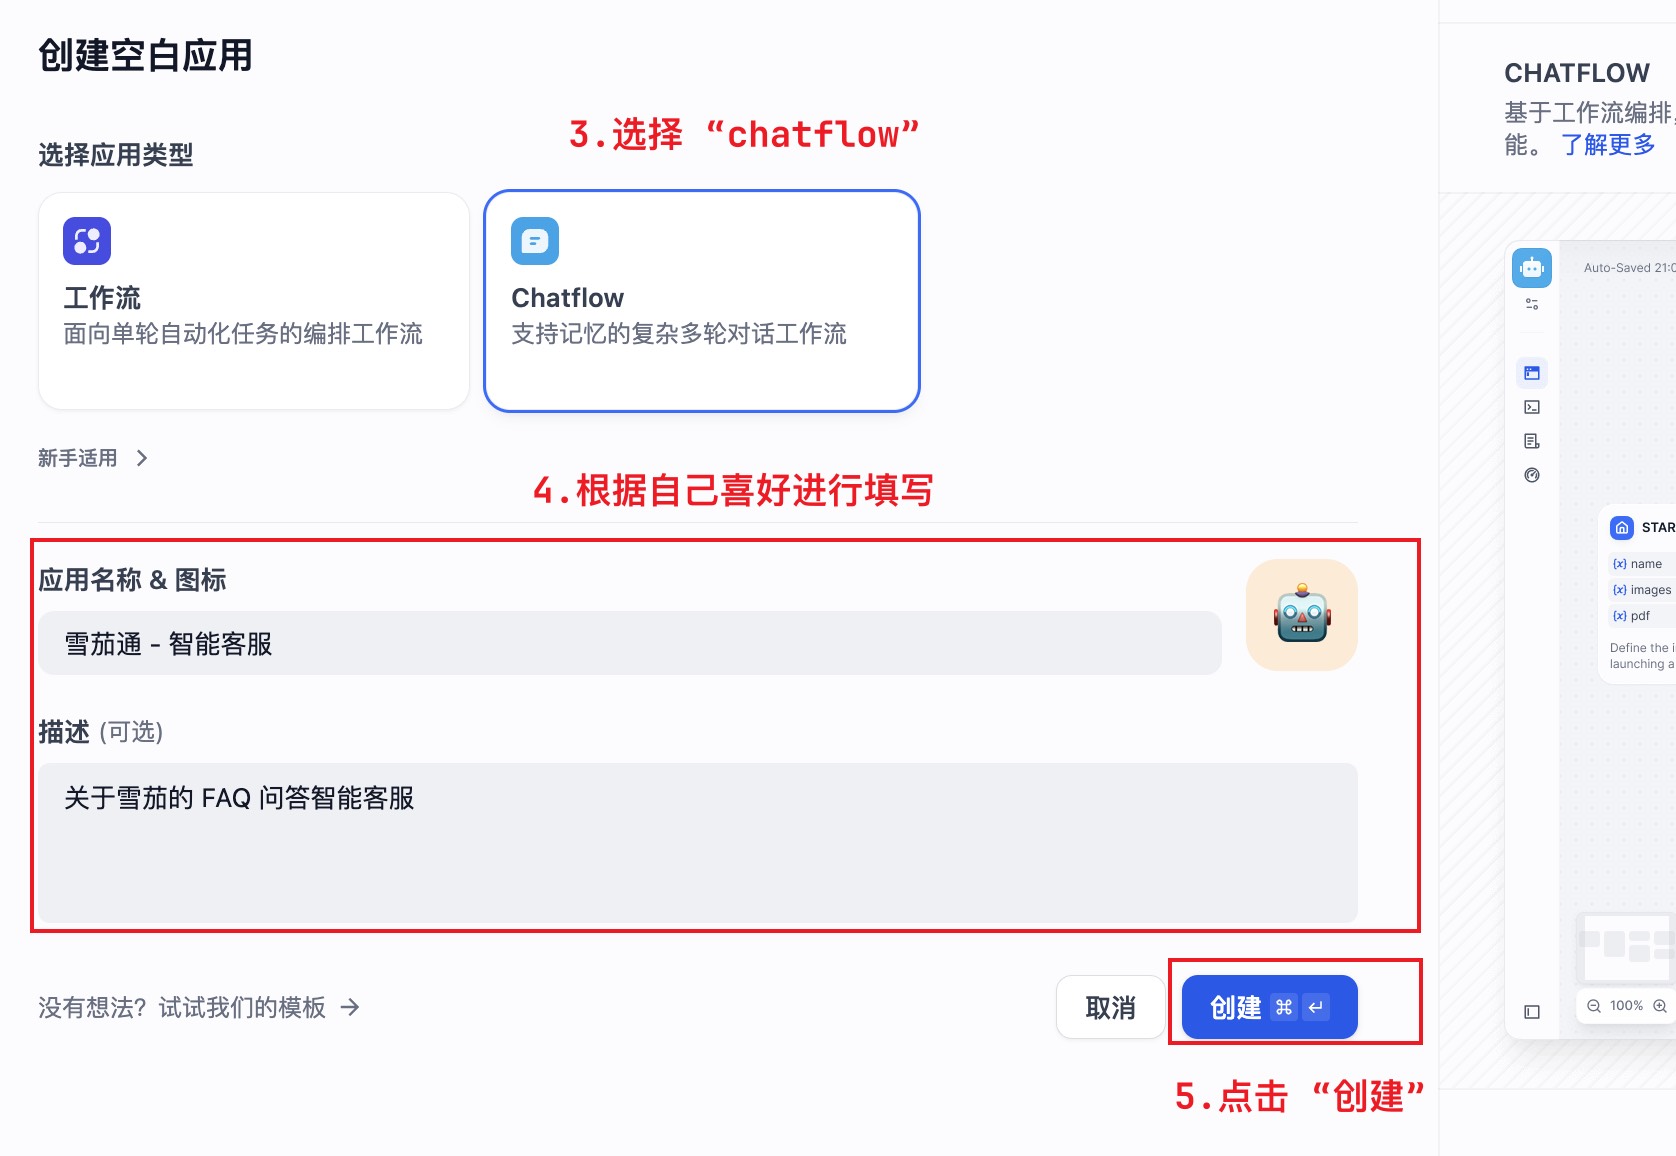 创建空白应用
3.选择 “chatflow”
选择应用类型
工作流
面向单轮自动化任务的编排工作流
Chatflow
支持记忆的复杂多轮对话工作流
新手适用
4.根据自己喜好进行填写
应用名称 & 图标
雪茄通 - 智能客服
描述 (可选)
关于雪茄的 FAQ 问答智能客服
没有想法？试试我们的模板 →
取消
创建 ⌘ ↵
5.点击 “创建”
CHATFLOW
基于工作流编排,
能。 了解更多
Auto-Saved 21:0
STAR
{x} name
{x} images
{x} pdf
Define the i
launching a
100%